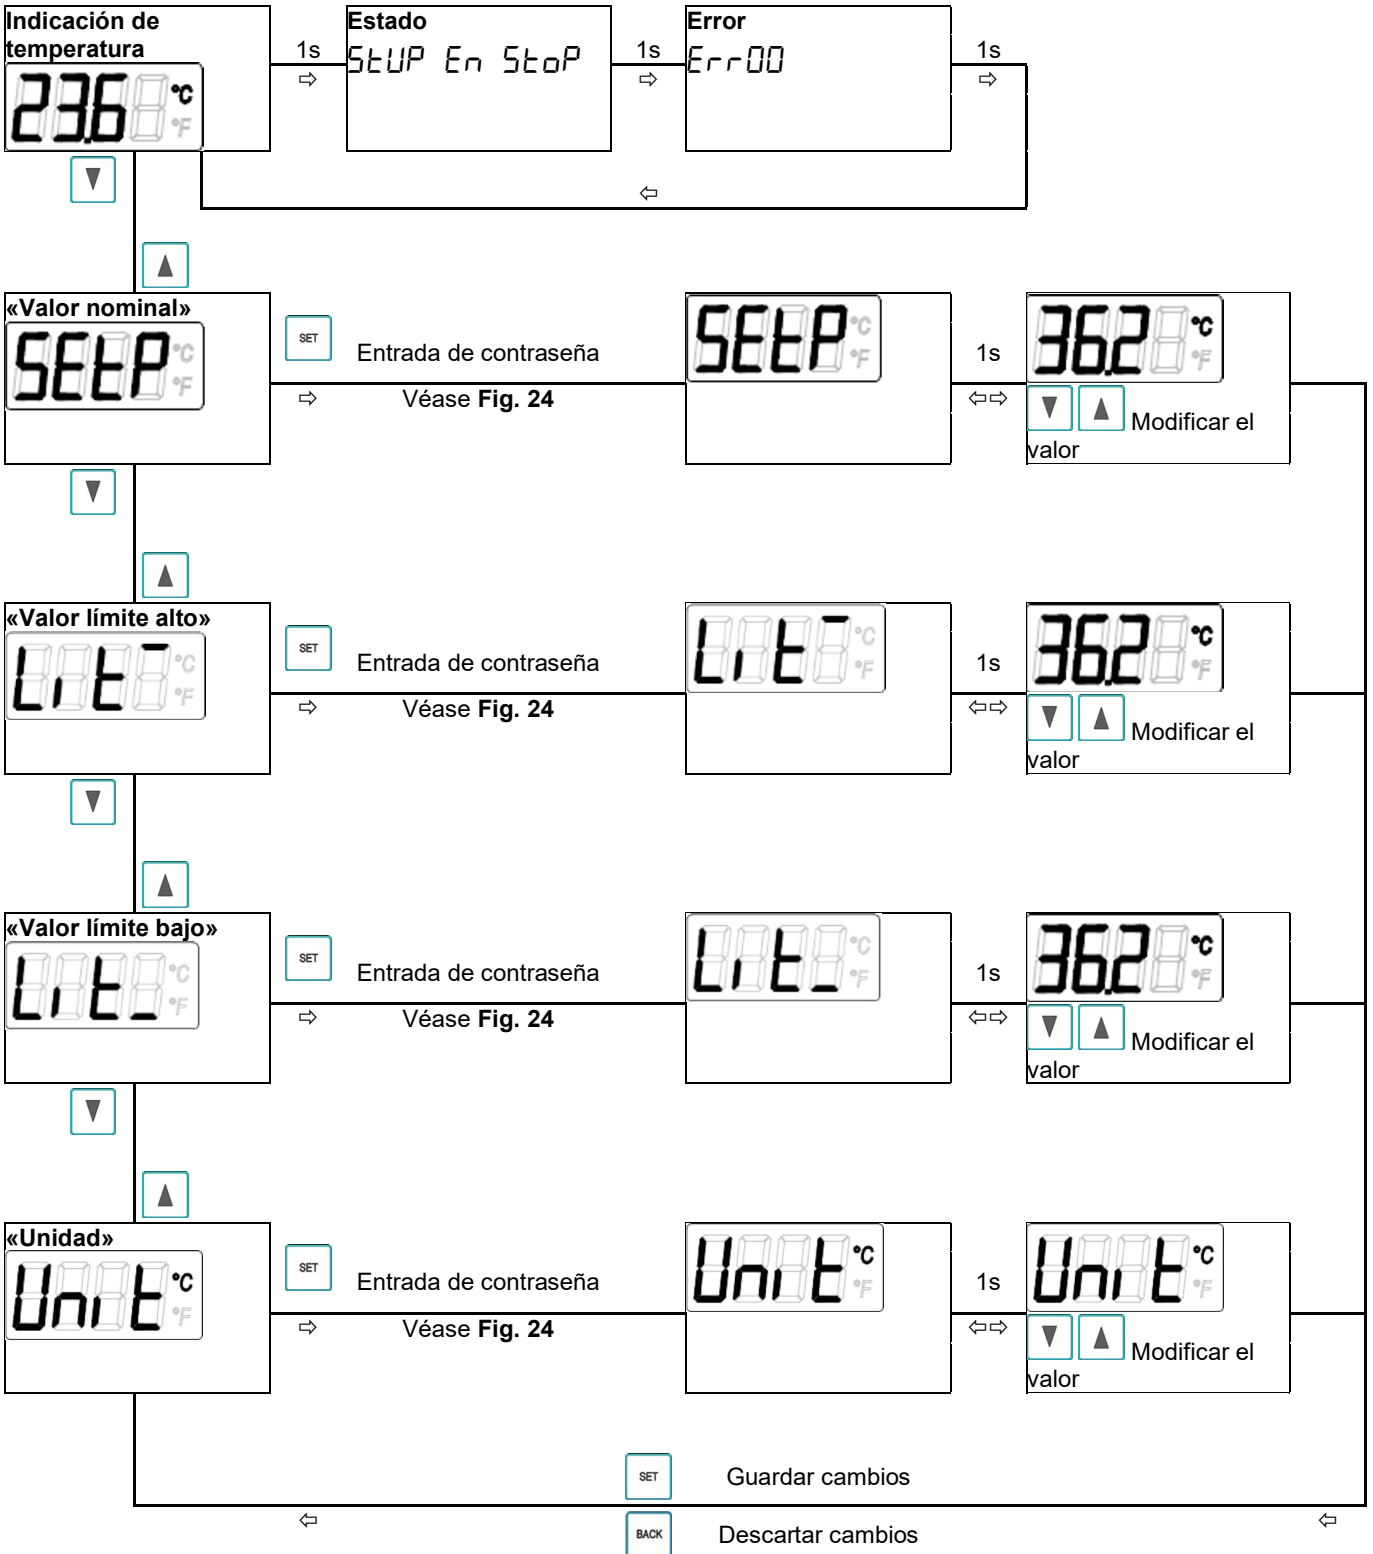 Indicación de
temperatura
23.6 °C
°F
1s
⇨
Estado
StUP En StoP
1s
⇨
Error
Err00
1s
⇨
▼
⇦
▲
«Valor nominal»
SEtP °C
°F
SET
Entrada de contraseña
⇨
Véase Fig. 24
SEtP °C
°F
1s
⇦⇨
36.2 °C
°F
▼ ▲ Modificar el
valor
▼
▲
«Valor límite alto»
Lit¯ °C
°F
SET
Entrada de contraseña
⇨
Véase Fig. 24
Lit¯ °C
°F
1s
⇦⇨
36.2 °C
°F
▼ ▲ Modificar el
valor
▼
▲
«Valor límite bajo»
Lit_ °C
°F
SET
Entrada de contraseña
⇨
Véase Fig. 24
Lit_ °C
°F
1s
⇦⇨
36.2 °C
°F
▼ ▲ Modificar el
valor
▼
▲
«Unidad»
Unit °C
°F
SET
Entrada de contraseña
⇨
Véase Fig. 24
Unit °C
°F
1s
⇦⇨
Unit °C
°F
▼ ▲ Modificar el
valor
SET Guardar cambios
⇦ ⇦
BACK Descartar cambios